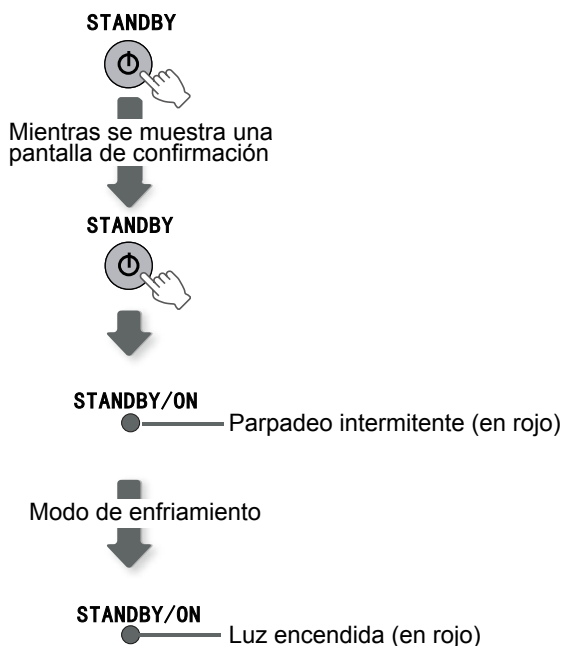 STANDBY
Mientras se muestra una
pantalla de confirmación
STANDBY
STANDBY/ON
Parpadeo intermitente (en rojo)
Modo de enfriamiento
STANDBY/ON
Luz encendida (en rojo)